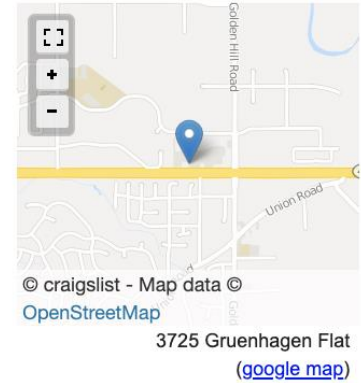 Golden Hill Road
+
-
Union Road
© craigslist - Map data ©
OpenStreetMap
3725 Gruenhagen Flat
(google map)